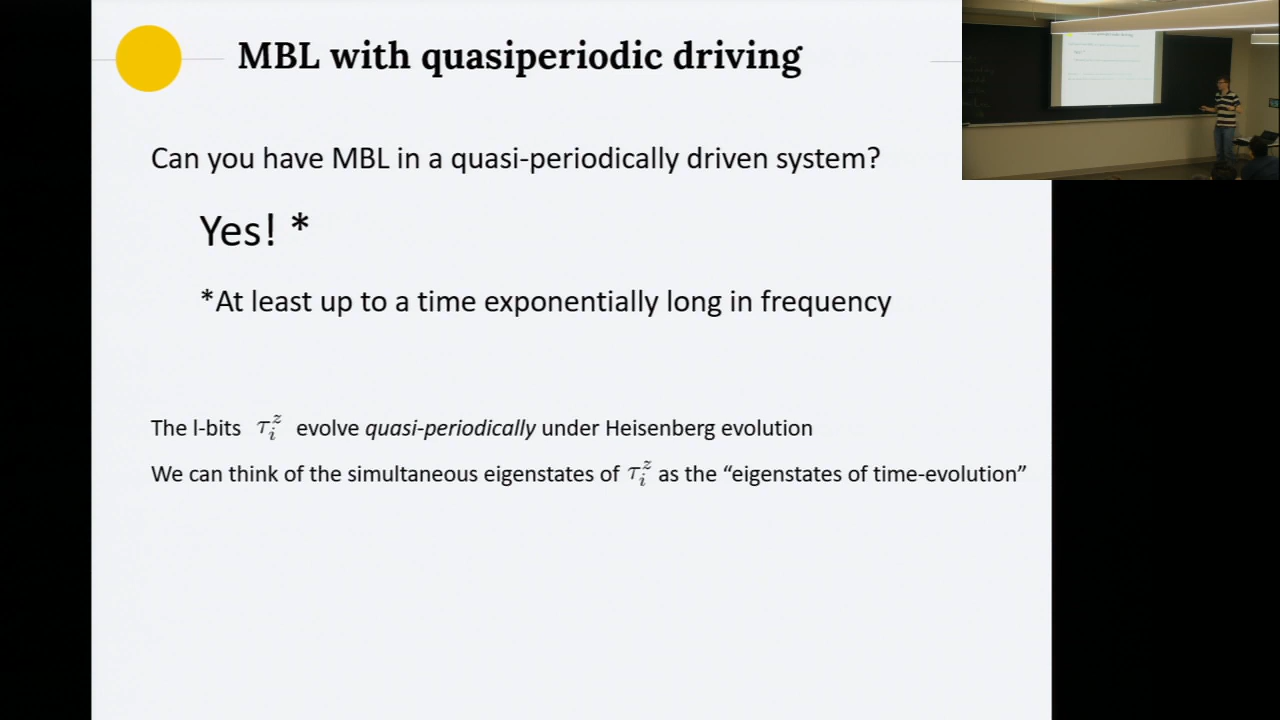 MBL with quasiperiodic driving
Can you have MBL in a quasi-periodically driven system?
Yes! *
*At least up to a time exponentially long in frequency
The l-bits τ_i^z evolve quasi-periodically under Heisenberg evolution
We can think of the simultaneous eigenstates of τ_i^z as the “eigenstates of time-evolution”